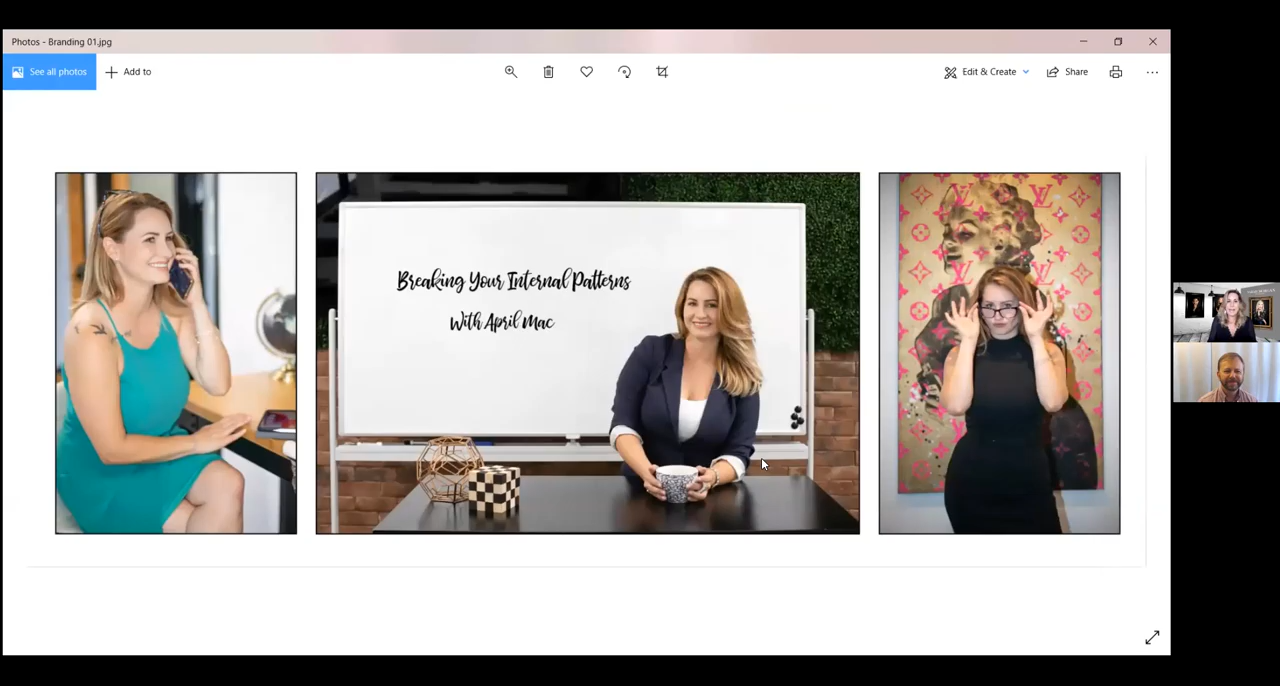 Photos - Branding 01.jpg
See all photos
Add to
Edit & Create
Share
Breaking Your Internal Patterns
With April Mac